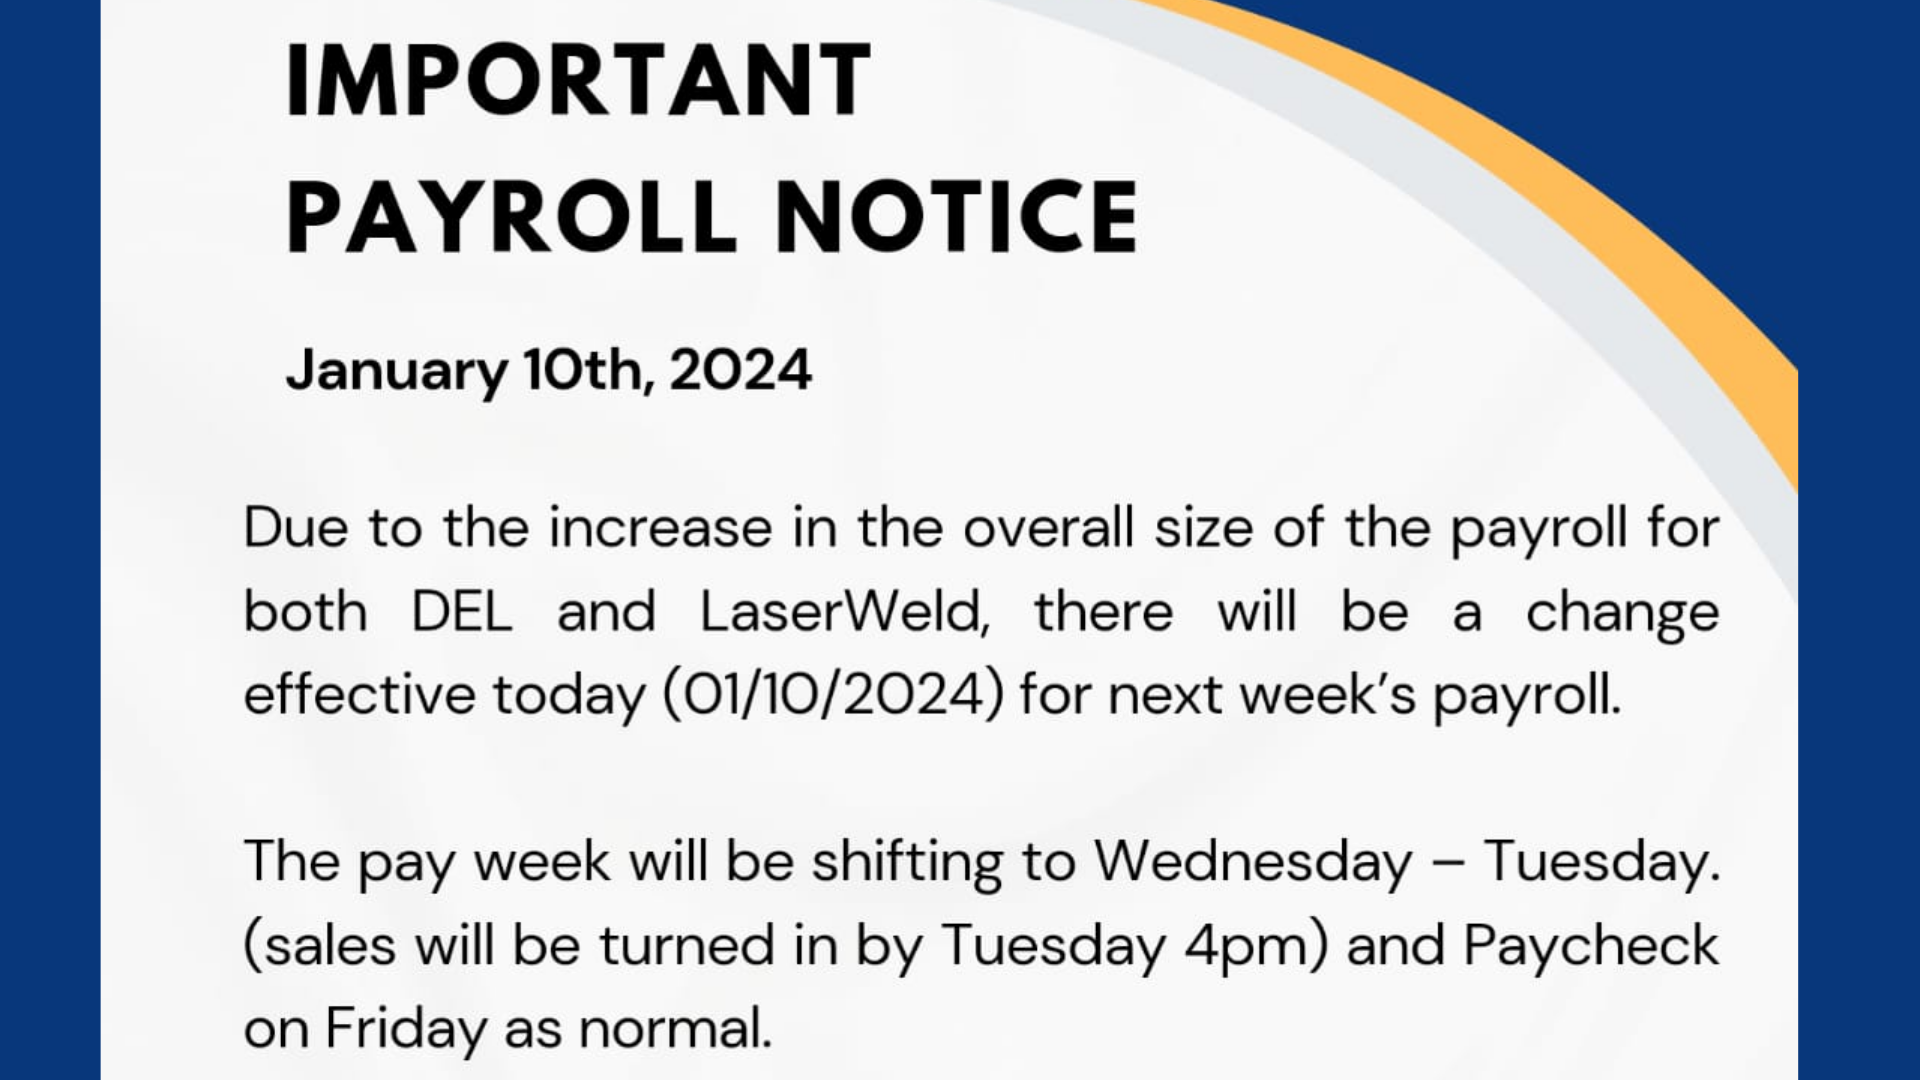 IMPORTANT
PAYROLL NOTICE
January 10th, 2024
Due to the increase in the overall size of the payroll for
both DEL and LaserWeld, there will be a change
effective today (01/10/2024) for next week’s payroll.
The pay week will be shifting to Wednesday – Tuesday.
(sales will be turned in by Tuesday 4pm) and Paycheck
on Friday as normal.